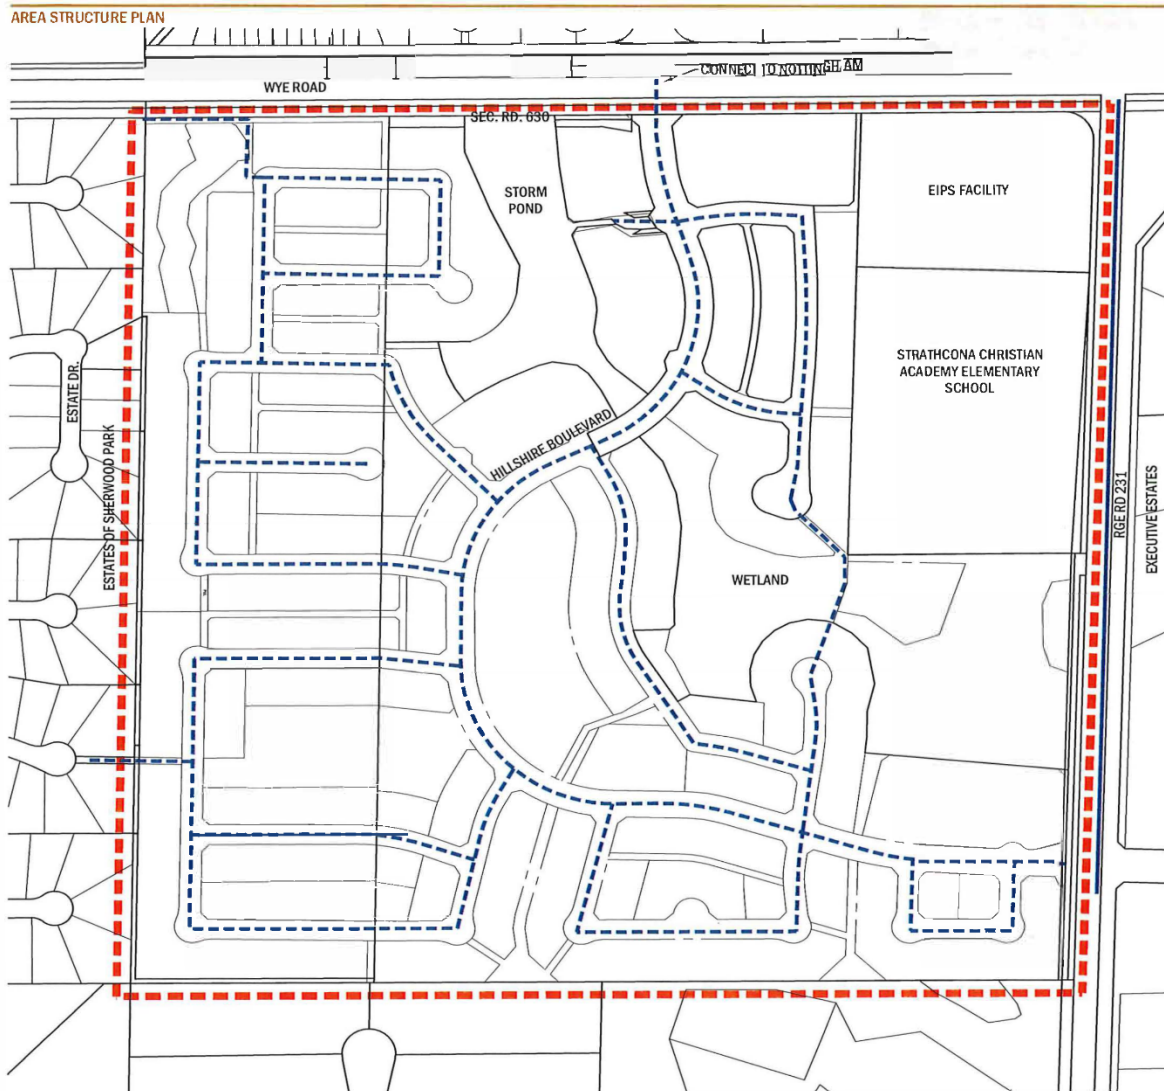 AREA STRUCTURE PLAN
CONNECT TO NOTTINGHAM
WYE ROAD
SEC. RD. 630
STORM
POND
EIPS FACILITY
STRATHCONA CHRISTIAN
ACADEMY ELEMENTARY
SCHOOL
ESTATE DR.
HILLSHIRE BOULEVARD
ESTATES OF SHERWOOD PARK
RGE RD 231
EXECUTIVE ESTATES
WETLAND